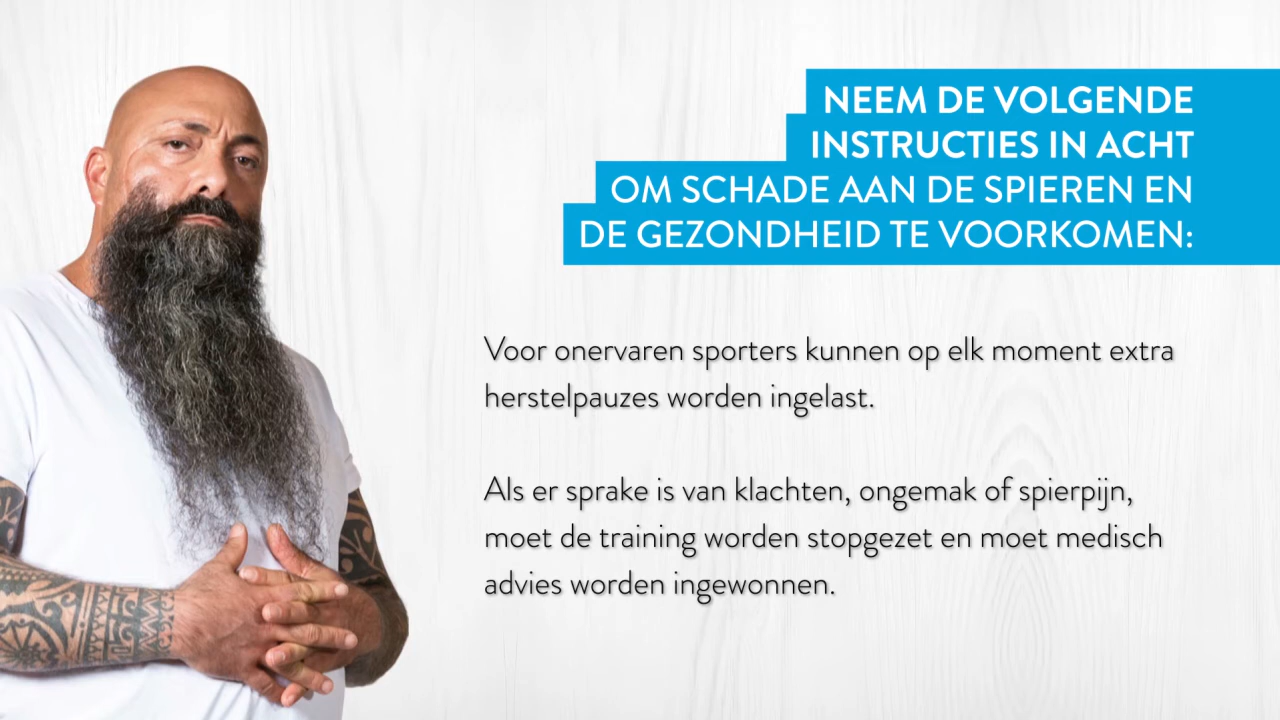 NEEM DE VOLGENDE
INSTRUCTIES IN ACHT
OM SCHADE AAN DE SPIEREN EN
DE GEZONDHEID TE VOORKOMEN:
Voor onervaren sporters kunnen op elk moment extra
herstelpauzes worden ingelast.
Als er sprake is van klachten, ongemak of spierpijn,
moet de training worden stopgezet en moet medisch
advies worden ingewonnen.